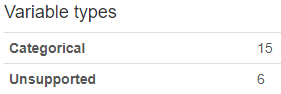 Variable types
Categorical 15
Unsupported 6